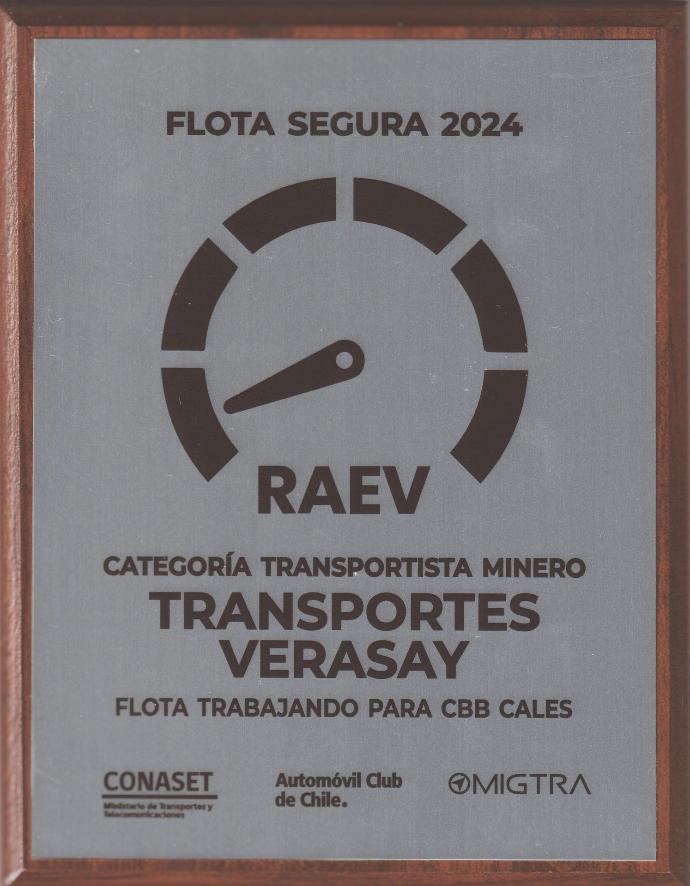 FLOTA SEGURA 2024
RAEV
CATEGORÍA TRANSPORTISTA MINERO
TRANSPORTES
VERASAY
FLOTA TRABAJANDO PARA CBB CALES
CONASET
Ministerio de Transportes y
Telecomunicaciones
Automóvil Club
de Chile.
MIGTRA